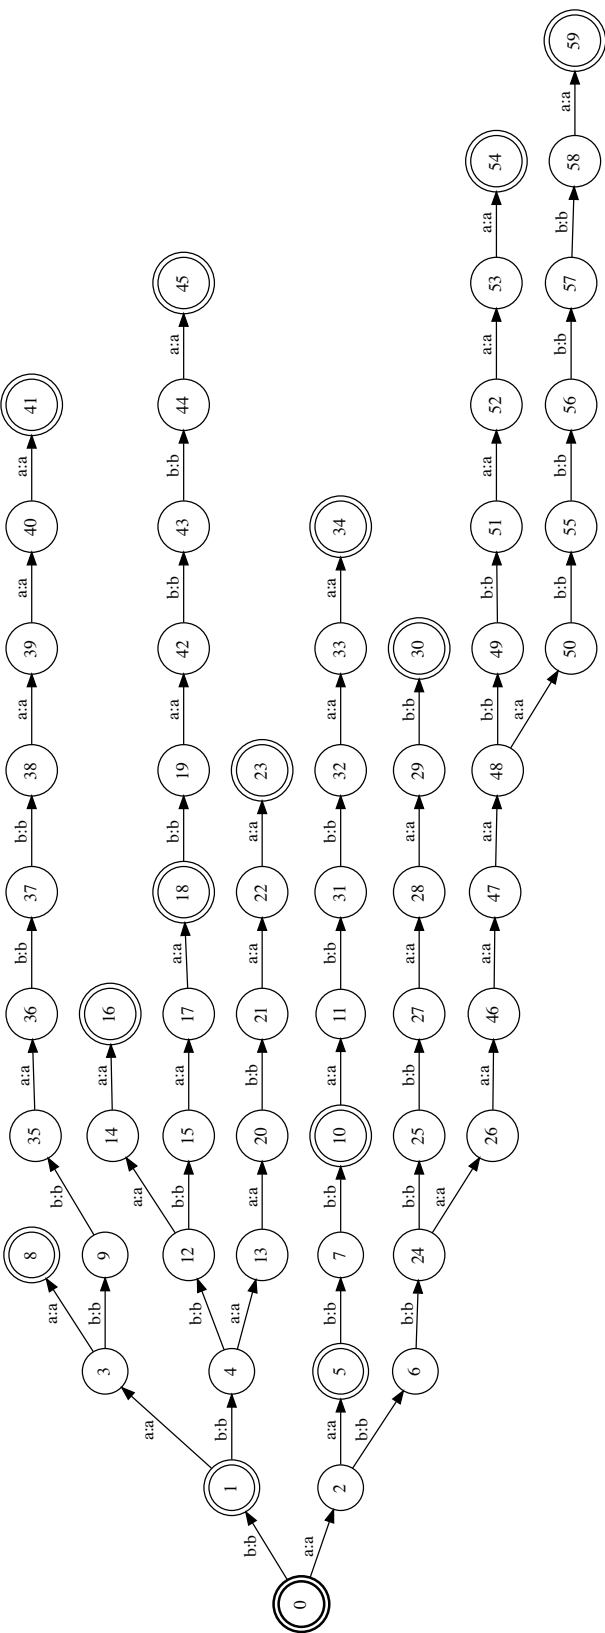 a:a b:b b:b a:a a:a a:a
8 35 36 37 38 39 40 41
a:a b:b
b:b a:a
3 9 14 16
a:a a:a
b:b a:a b:b a:a b:b b:b a:a
12 15 17 18 19 42 43 44 45
b:b
b:b
1 4
a:a
a:a b:b a:a a:a
b:b
13 20 21 22 23
0
a:a
a:a b:b b:b a:a b:b b:b a:a a:a
2 5 7 10 11 31 32 33 34
b:b
b:b b:b b:b a:a a:a b:b
6 24 25 27 28 29 30
a:a
a:a a:a a:a b:b b:b a:a a:a a:a
26 46 47 48 49 51 52 53 54
a:a
b:b b:b b:b b:b a:a
50 55 56 57 58 59